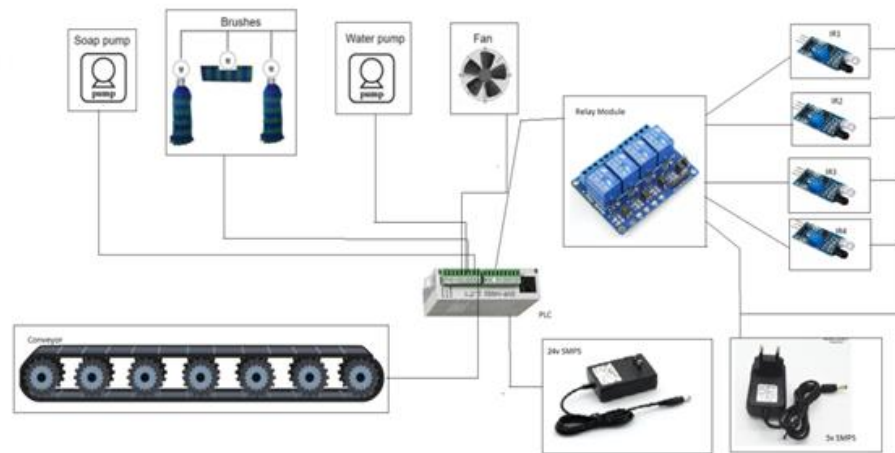 Soap pump
pump
Brushes
Water pump
pump
Fan
Relay Module
IR1
IR2
IR3
IR4
PLC
Conveyor
24v SMPS
5v SMPS